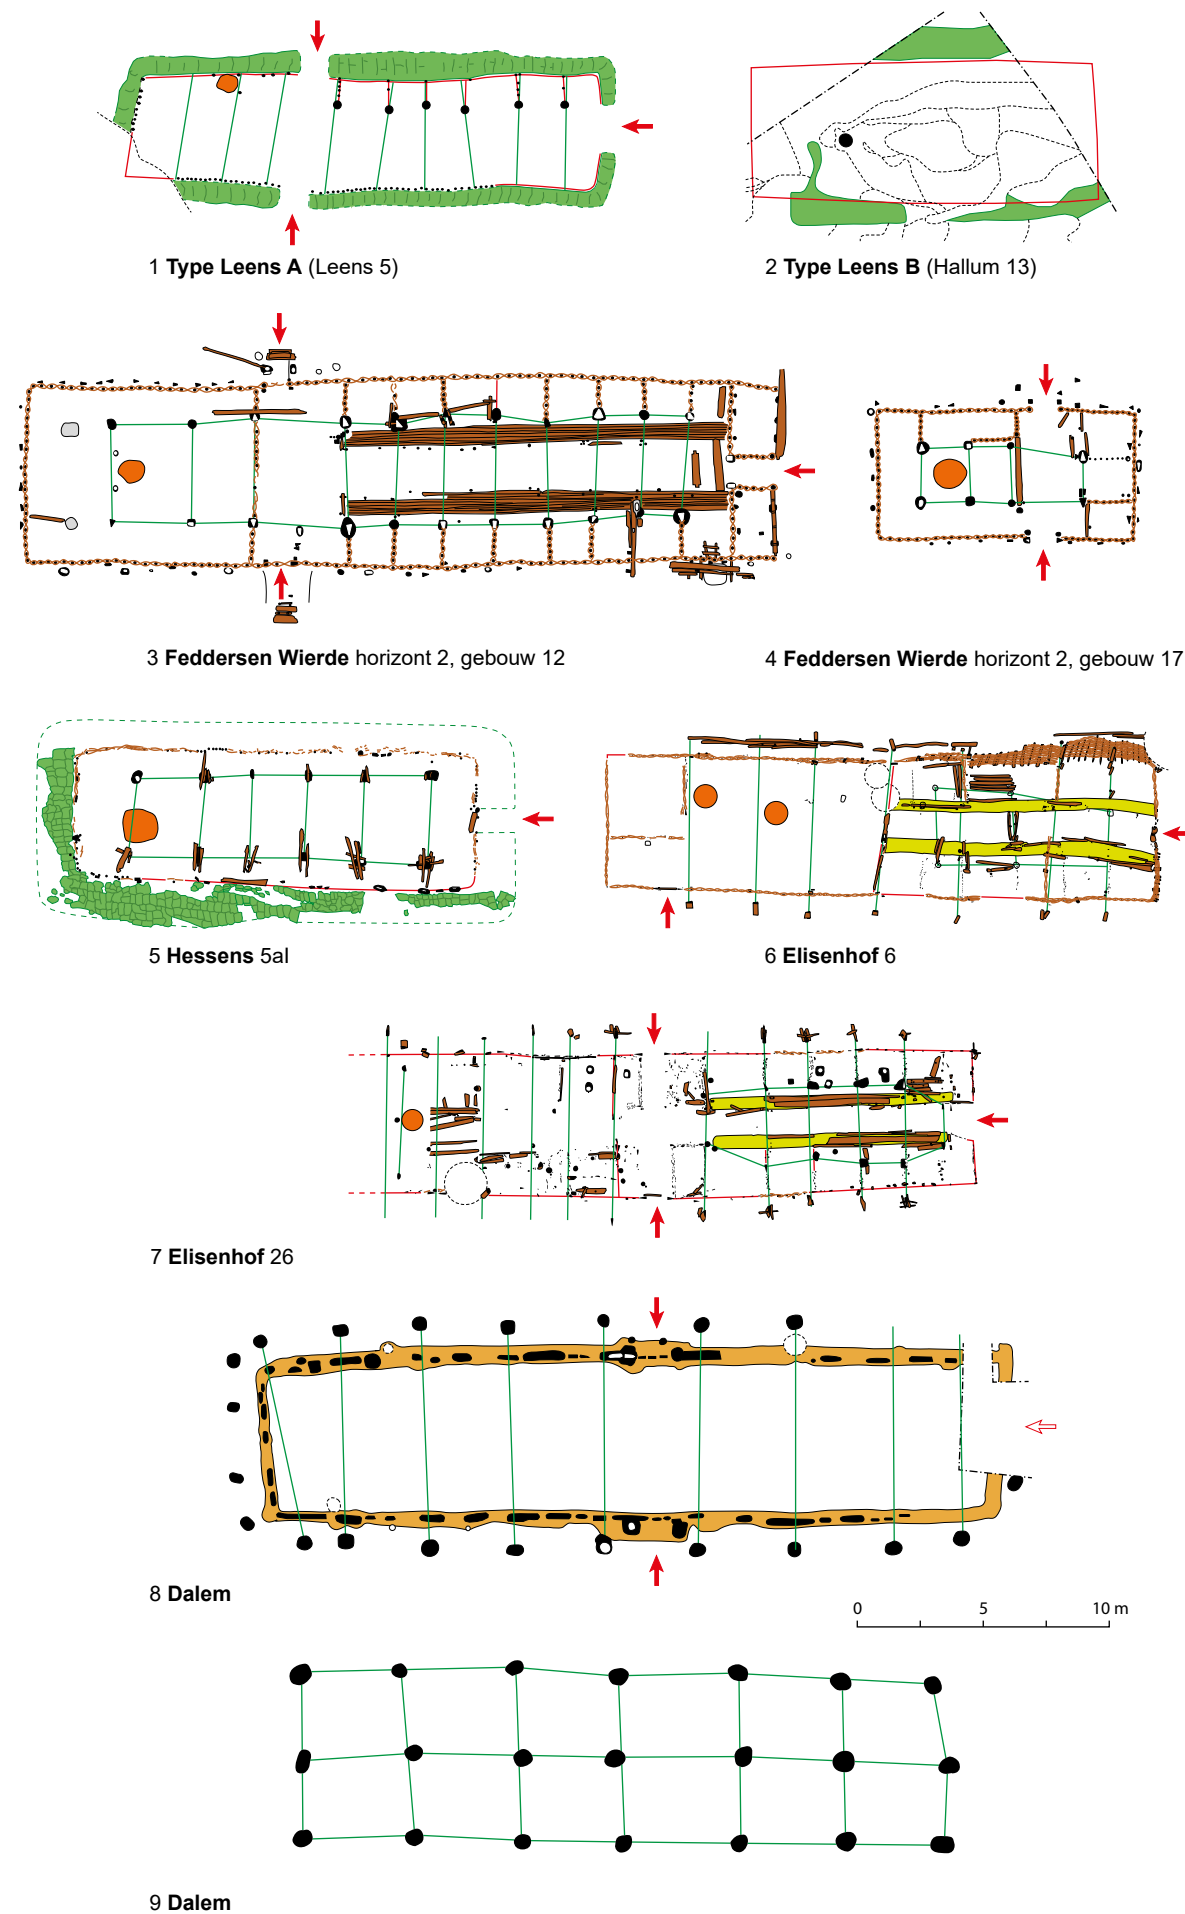 1 Type Leens A (Leens 5)
2 Type Leens B (Hallum 13)
3 Feddersen Wierde horizont 2, gebouw 12
4 Feddersen Wierde horizont 2, gebouw 17
5 Hessens 5al
6 Elisenhof 6
7 Elisenhof 26
8 Dalem
0 5 10 m
9 Dalem